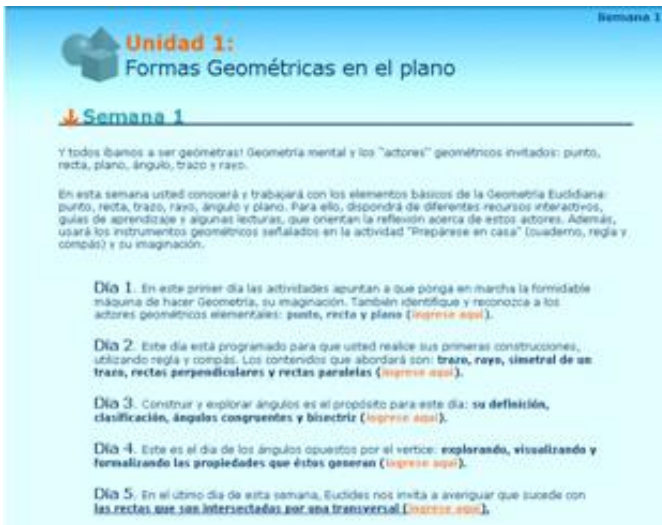 Semana 1
Unidad 1:
Formas Geométricas en el plano
Semana 1
Y todos íbamos a ser geómetras! Geometría mental y los "actores" geométricos invitados: punto,
recta, plano, ángulo, trazo y rayo.
En esta semana usted conocerá y trabajará con los elementos básicos de la Geometría Euclidiana:
punto, recta, trazo, rayo, ángulo y plano. Para ello, dispondrá de diferentes recursos interactivos,
guías de aprendizaje y algunas lecturas, que orientan la reflexión acerca de estos actores. Además,
usará los instrumentos geométricos señalados en la actividad "Prepárese en casa" (cuaderno, regla y
compás) y su imaginación.
Día 1. En este primer día las actividades apuntan a que ponga en marcha la formidable
máquina de hacer Geometría, su imaginación. También identifique y reconozca a los
actores geométricos elementales: punto, recta y plano (ingrese aquí).
Día 2. Este día está programado para que usted realice sus primeras construcciones,
utilizando regla y compás. Los contenidos que abordará son: trazo, rayo, simetral de un
trazo, rectas perpendiculares y rectas paralelas (ingrese aquí).
Día 3. Construir y explorar ángulos es el propósito para este día: su definición,
clasificación, ángulos congruentes y bisectriz (ingrese aquí).
Día 4. Este es el día de los ángulos opuestos por el vertice: explorando, visualizando y
formalizando las propiedades que éstos generan (ingrese aquí).
Día 5. En el útimo día de esta semana, Euclides nos invita a averiguar que sucede con
las rectas que son intersectadas por una transversal (ingrese aquí).